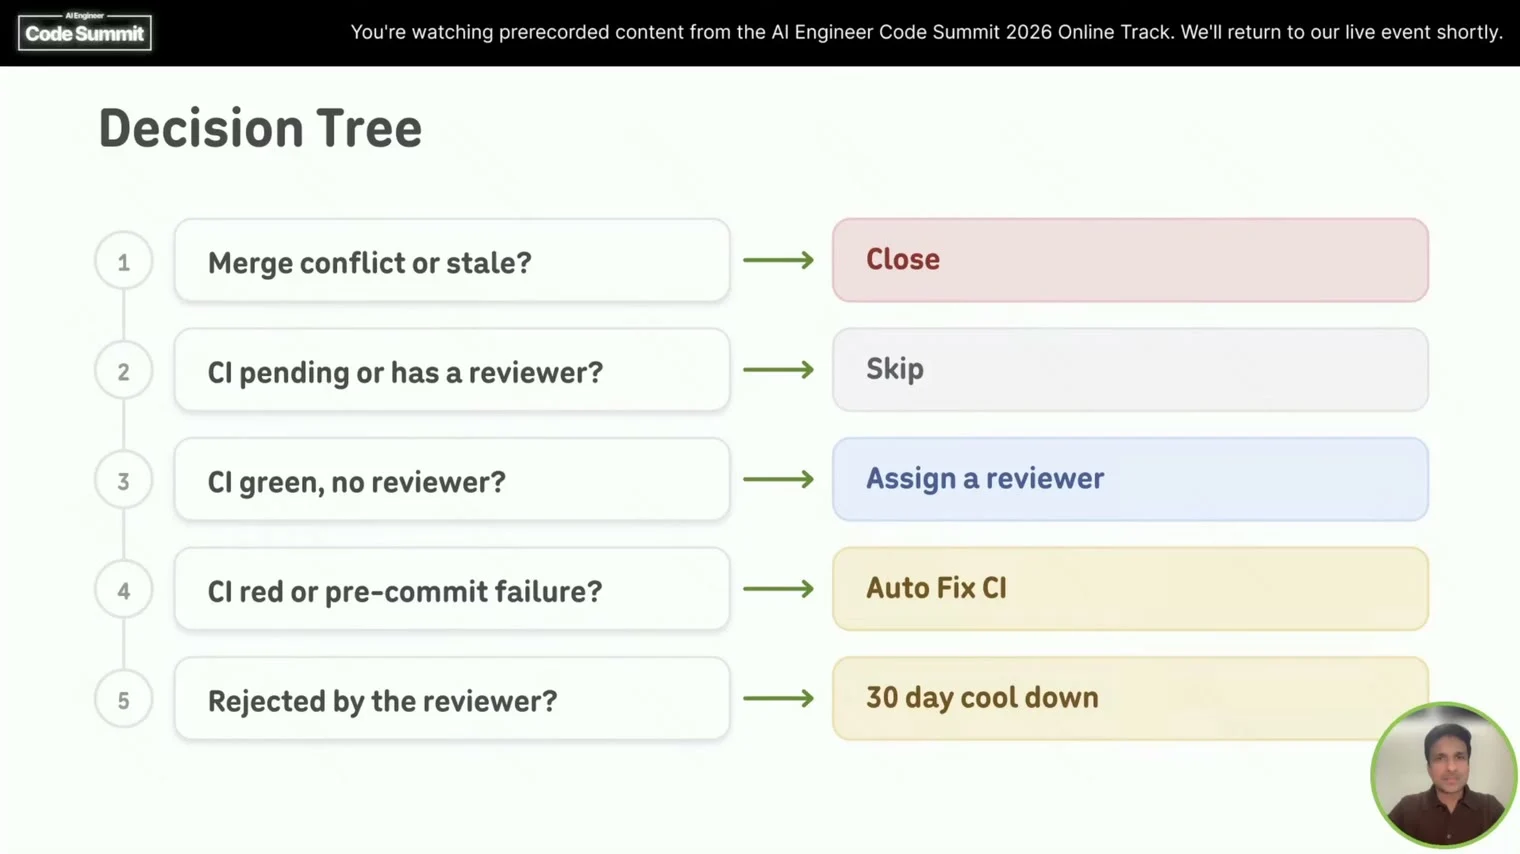 AI Engineer
Code Summit
You're watching prerecorded content from the AI Engineer Code Summit 2026 Online Track. We'll return to our live event shortly.
Decision Tree
1
Merge conflict or stale?
Close
2
CI pending or has a reviewer?
Skip
3
CI green, no reviewer?
Assign a reviewer
4
CI red or pre-commit failure?
Auto Fix CI
5
Rejected by the reviewer?
30 day cool down